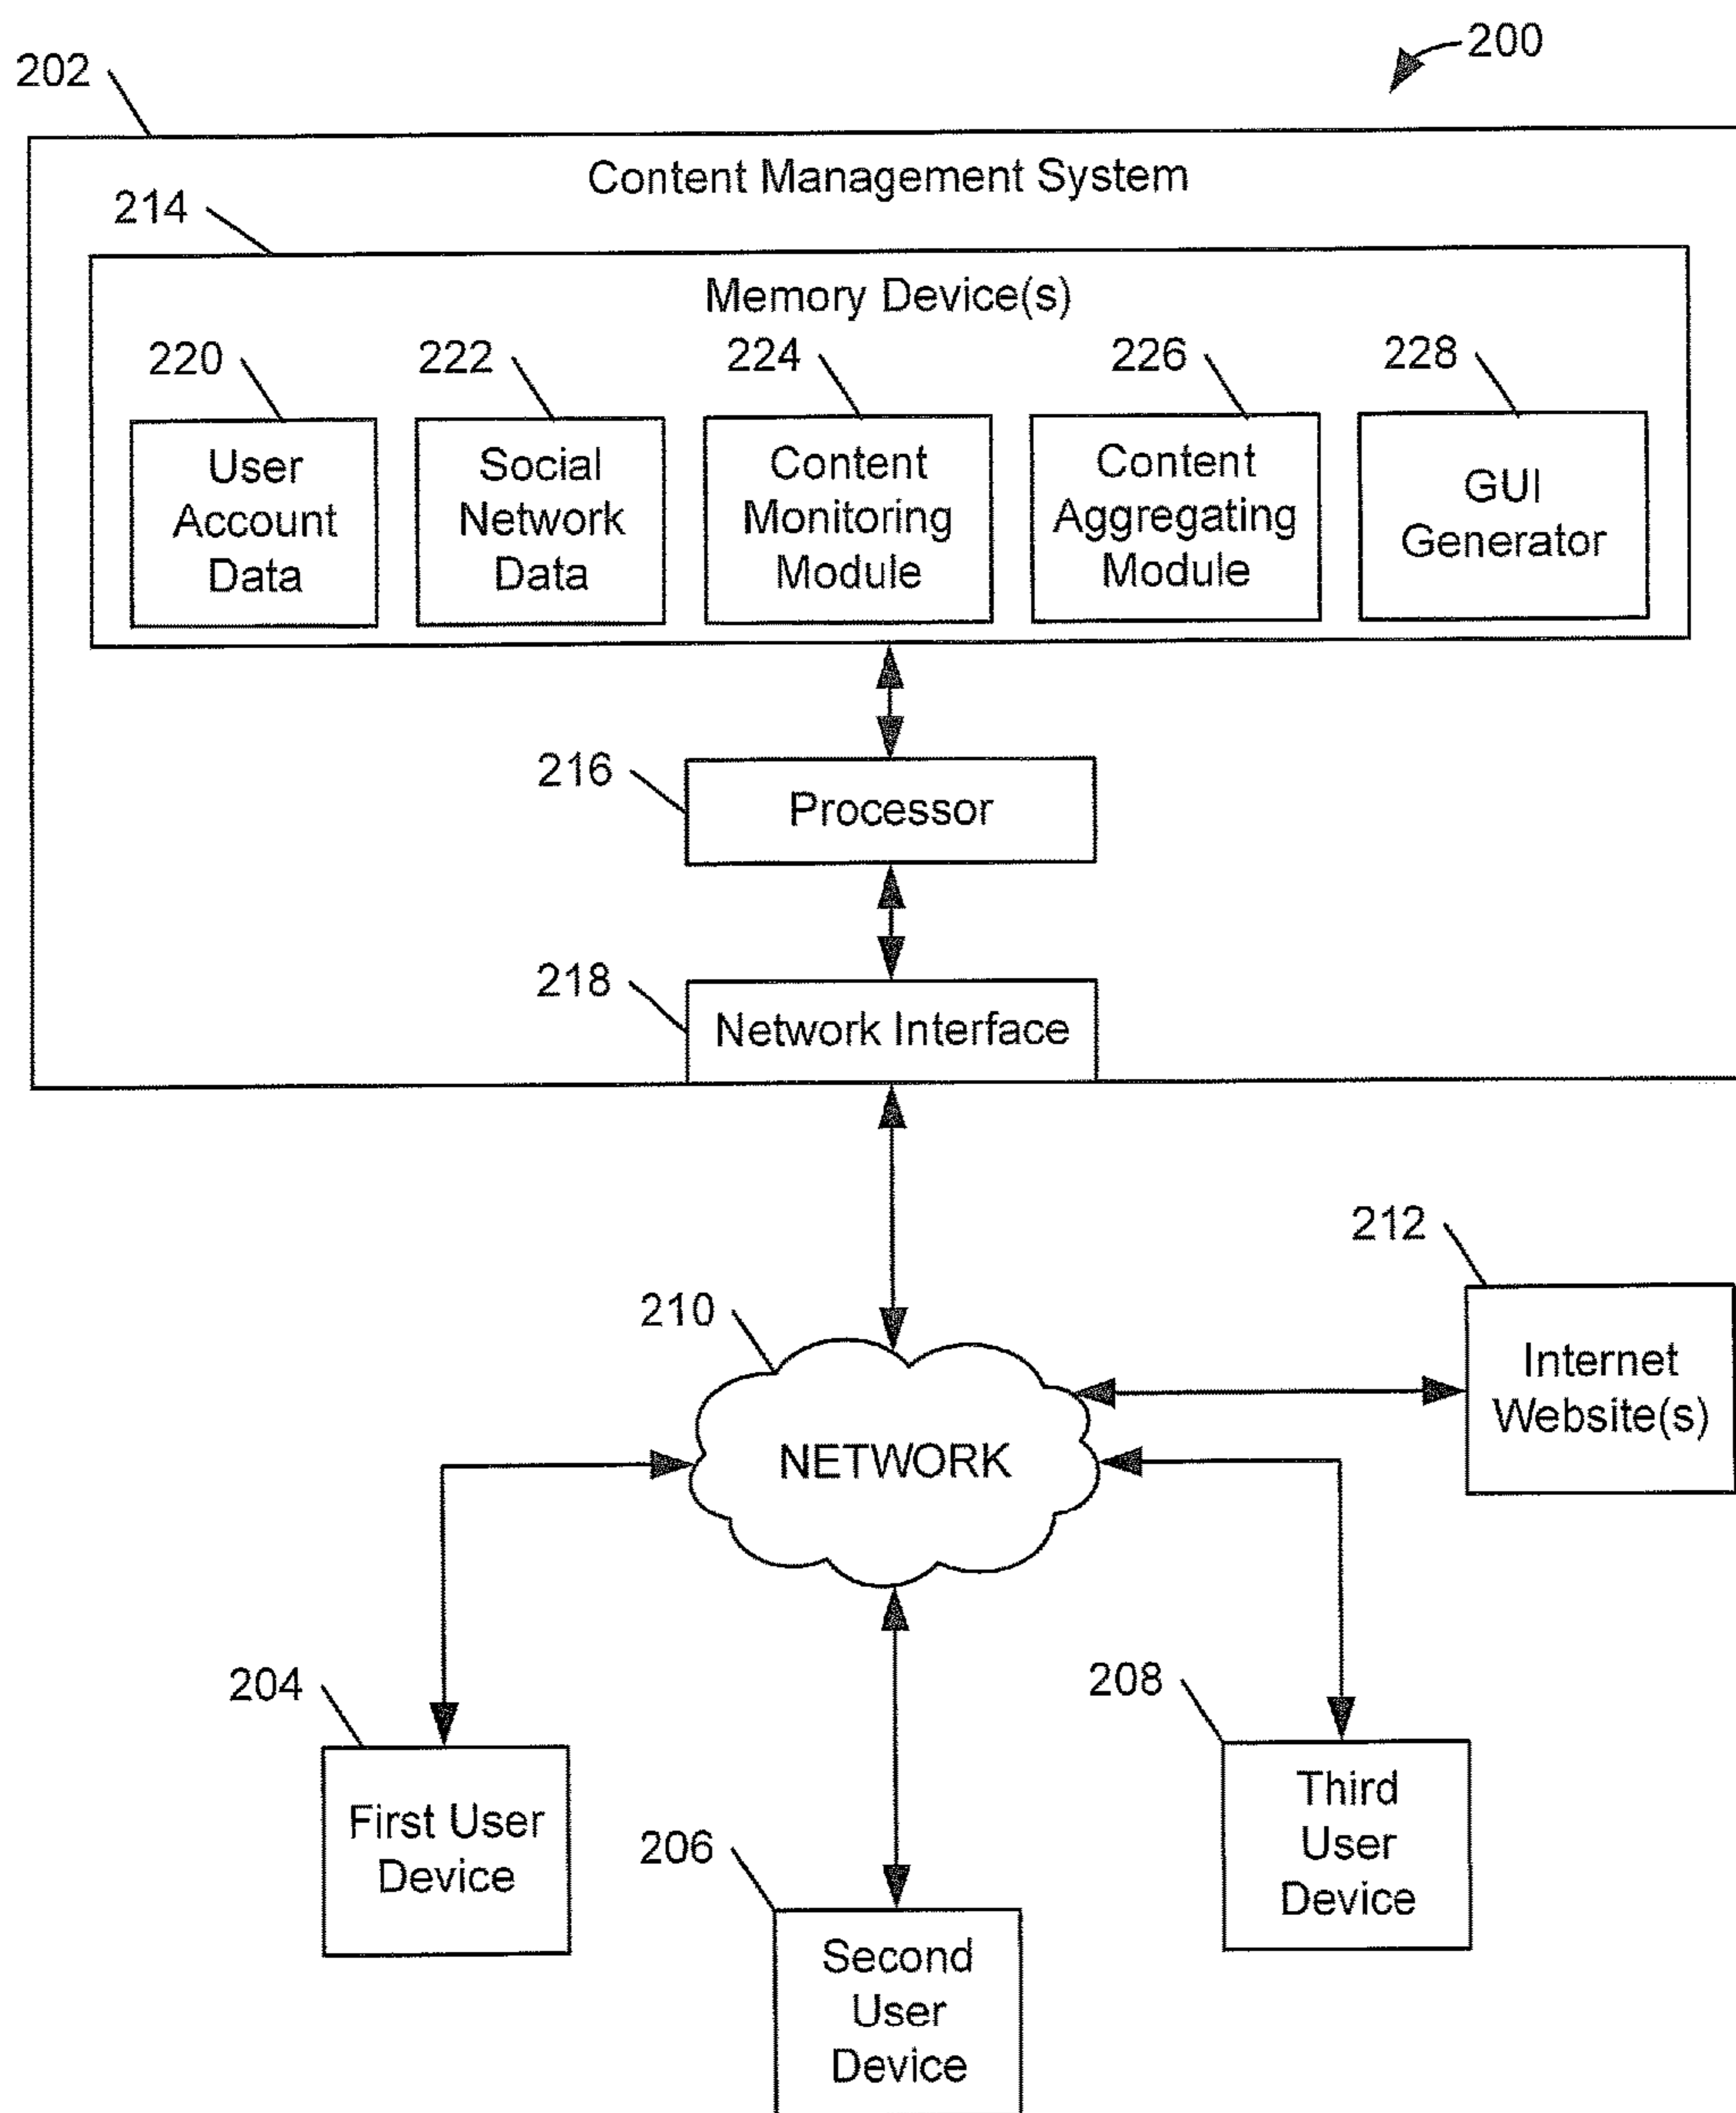 200
202
Content Management System
214
Memory Device(s)
220
222
224
226
228
User
Account
Data
Social
Network
Data
Content
Monitoring
Module
Content
Aggregating
Module
GUI
Generator
216
Processor
218
Network Interface
212
210
Internet
Website(s)
NETWORK
204
208
First User
Device
Third
User
Device
206
Second
User
Device